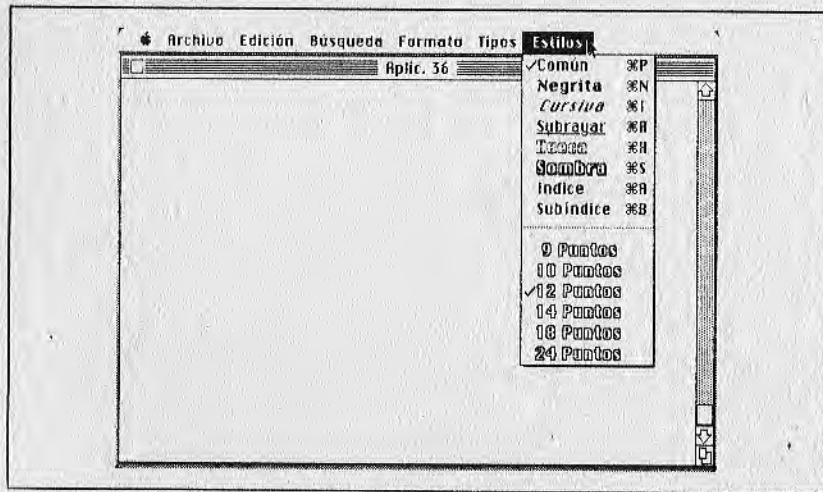 Archivo Edición Búsqueda Formato Tipos Estilos
Aplic. 36
✓Común ⌘P
Negrita ⌘N
Cursiva ⌘I
Subrayar ⌘A
Traza ⌘H
Sombra ⌘S
Indice ⌘A
Subíndice ⌘B
9 Puntos
10 Puntos
✓12 Puntos
14 Puntos
18 Puntos
24 Puntos